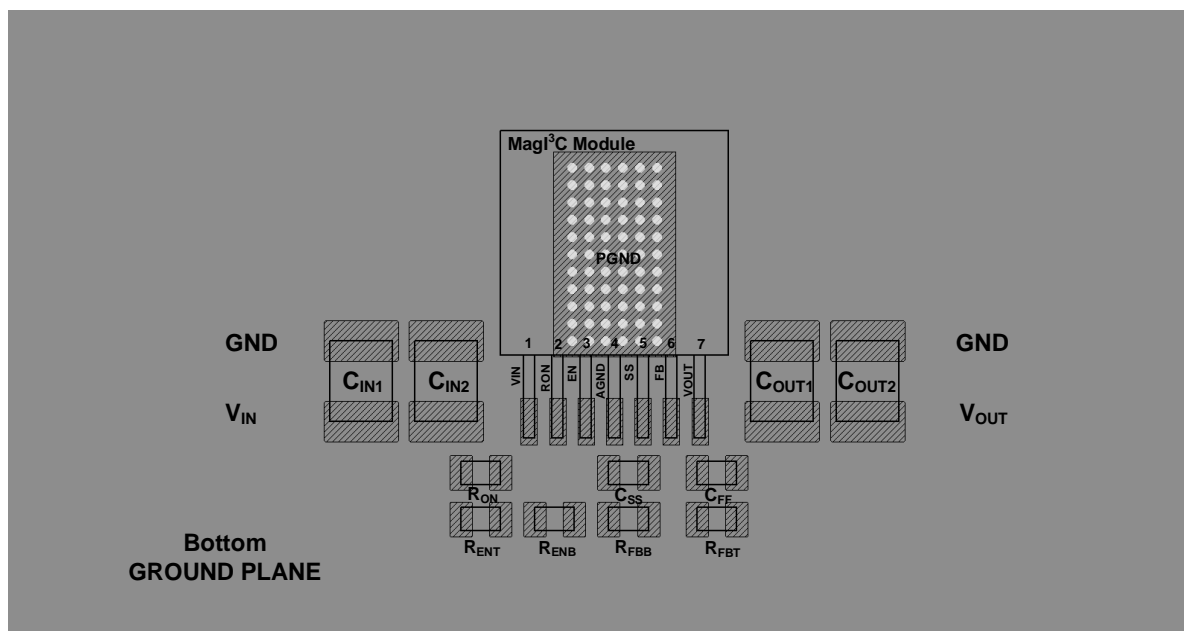 MagI³C Module
PGND
1 2 3 4 5 6 7
VIN RON EN AGND SS FB VOUT
GND GND
CIN1 CIN2 COUT1 COUT2
VIN VOUT
RON CSS CFF
RENT RENB RFBB RFBT
Bottom
GROUND PLANE